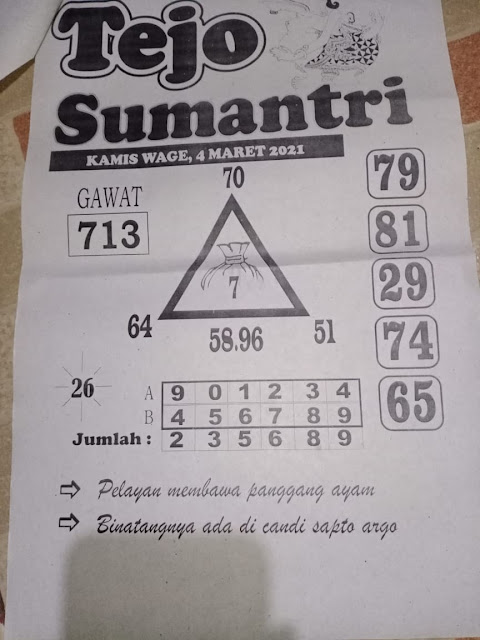 Tejo
Sumantri
KAMIS WAGE, 4 MARET 2021
GAWAT
713
70
7
64
58.96
51
79
81
29
74
65
26
A 9 0 1 2 3 4
B 4 5 6 7 8 9
Jumlah : 2 3 5 6 8 9
Pelayan membawa panggang ayam
Binatangnya ada di candi sapto argo